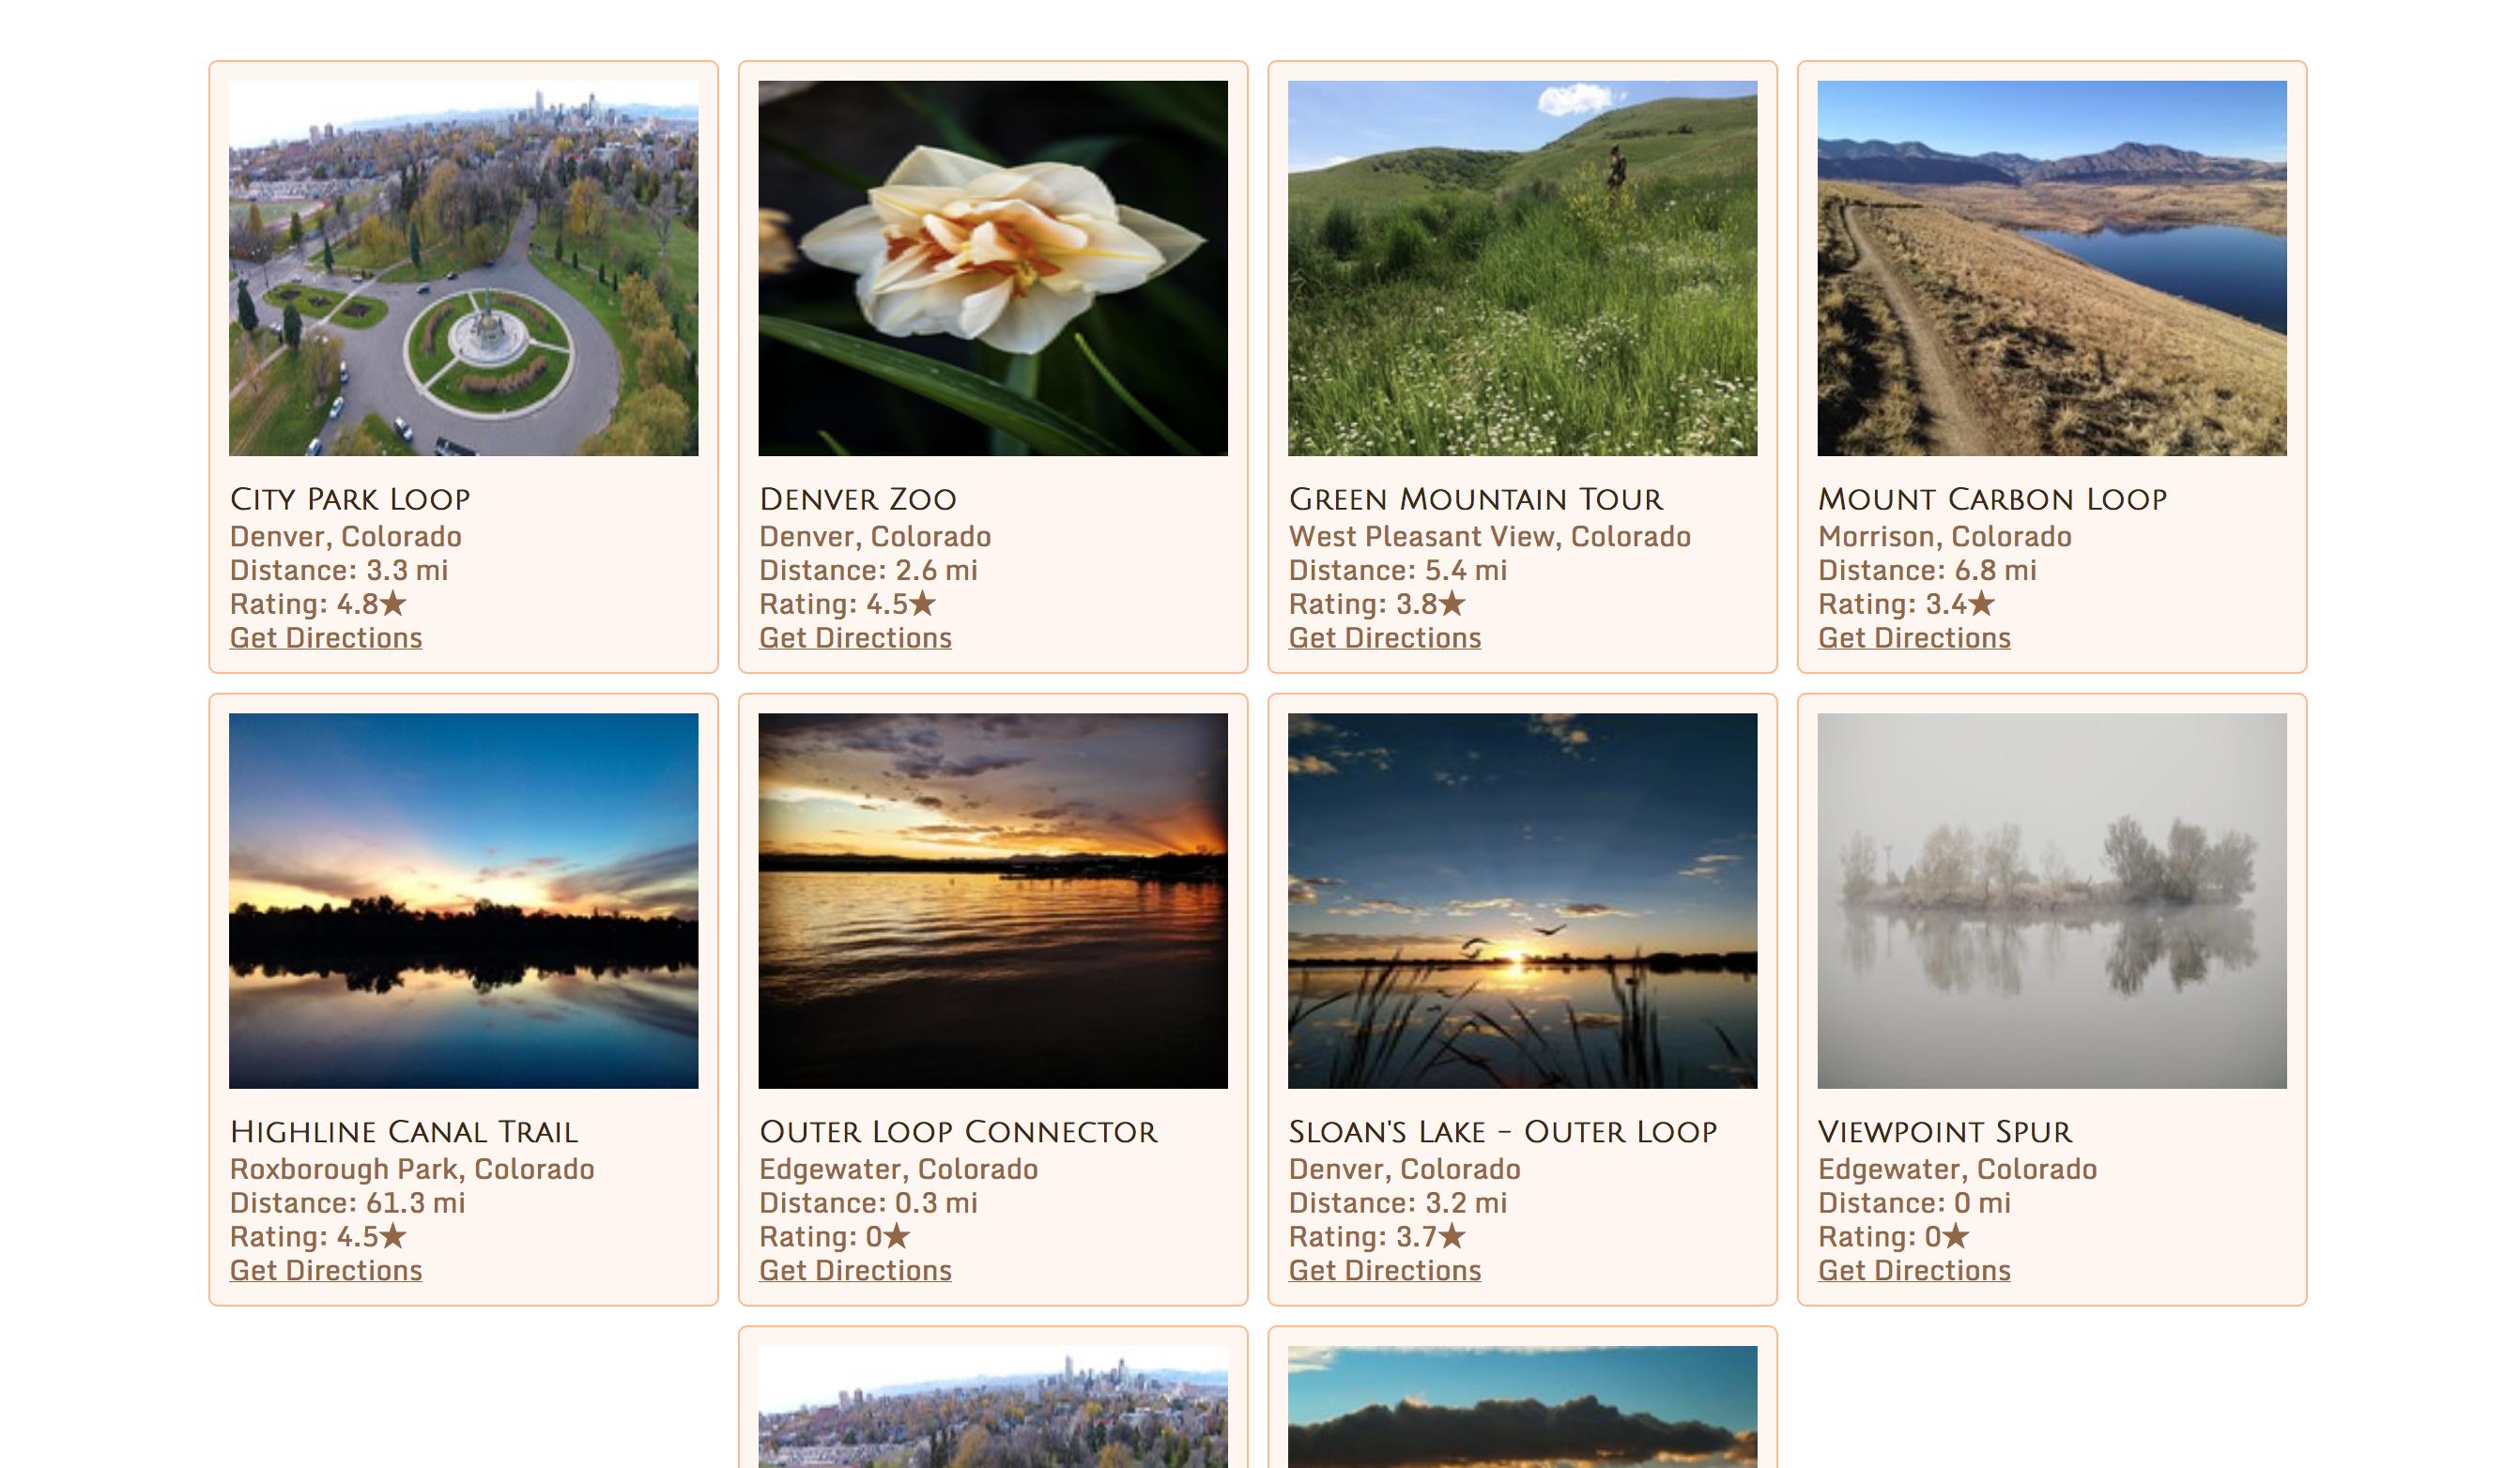 City Park Loop
Denver, Colorado
Distance: 3.3 mi
Rating: 4.8★
Get Directions
Denver Zoo
Denver, Colorado
Distance: 2.6 mi
Rating: 4.5★
Get Directions
Green Mountain Tour
West Pleasant View, Colorado
Distance: 5.4 mi
Rating: 3.8★
Get Directions
Mount Carbon Loop
Morrison, Colorado
Distance: 6.8 mi
Rating: 3.4★
Get Directions
Highline Canal Trail
Roxborough Park, Colorado
Distance: 61.3 mi
Rating: 4.5★
Get Directions
Outer Loop Connector
Edgewater, Colorado
Distance: 0.3 mi
Rating: 0★
Get Directions
Sloan's Lake - Outer Loop
Denver, Colorado
Distance: 3.2 mi
Rating: 3.7★
Get Directions
Viewpoint Spur
Edgewater, Colorado
Distance: 0 mi
Rating: 0★
Get Directions